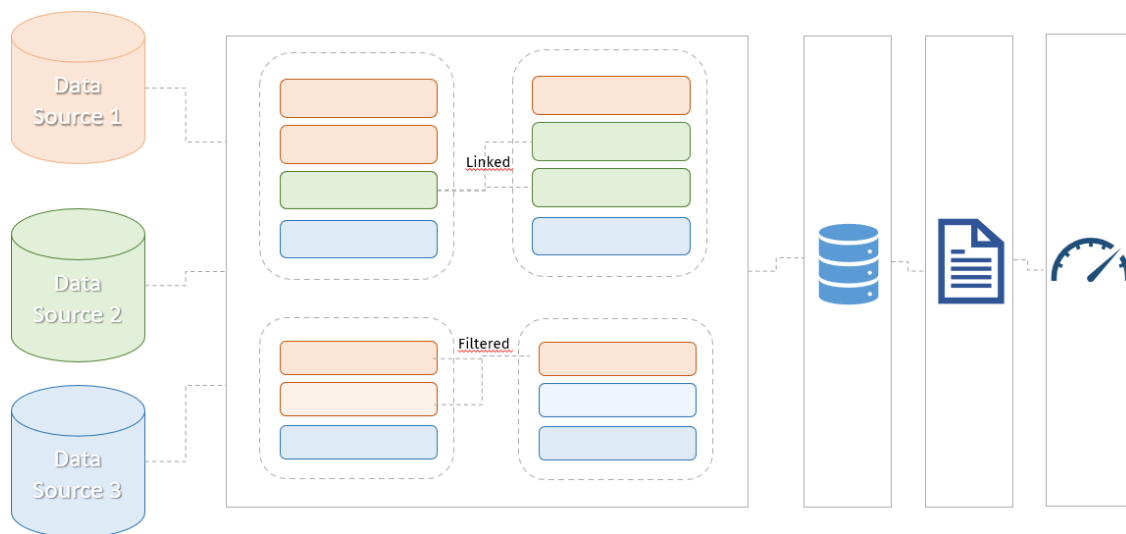 Data
Source 1
Linked
Data
Source 2
Filtered
Data
Source 3